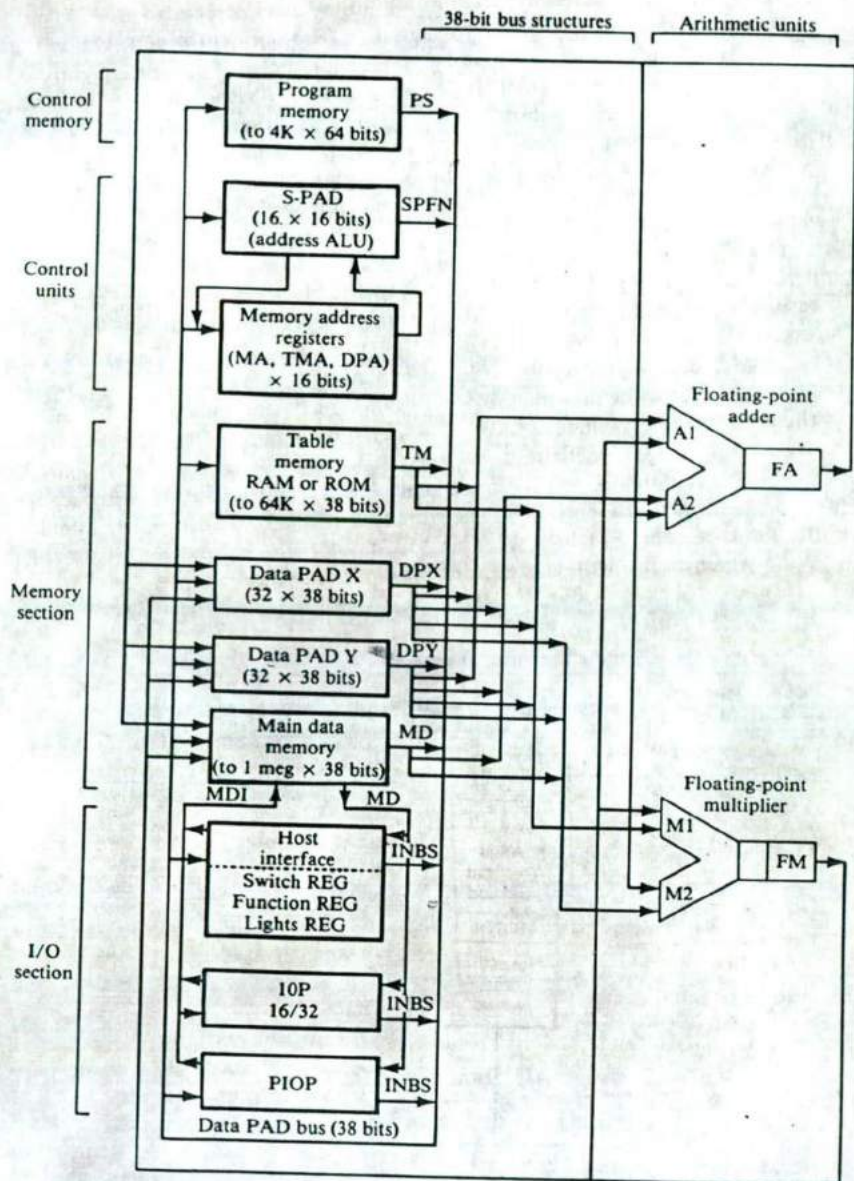 38-bit bus structures
Arithmetic units
Control
memory
Program
memory
(to 4K × 64 bits)
PS
Control
units
S-PAD
(16. × 16 bits)
(address ALU)
SPFN
Memory address
registers
(MA, TMA, DPA)
× 16 bits)
Memory
section
Table
memory
RAM or ROM
(to 64K × 38 bits)
TM
Data PAD X
(32 × 38 bits)
DPX
Data PAD Y
(32 × 38 bits)
DPY
Main data
memory
(to 1 meg × 38 bits)
MD
MDI
MD
I/O
section
Host
interface
Switch REG
Function REG
Lights REG
INBS
10P
16/32
INBS
PIOP
INBS
Data PAD bus (38 bits)
Floating-point
adder
A1
A2
FA
Floating-point
multiplier
M1
M2
FM